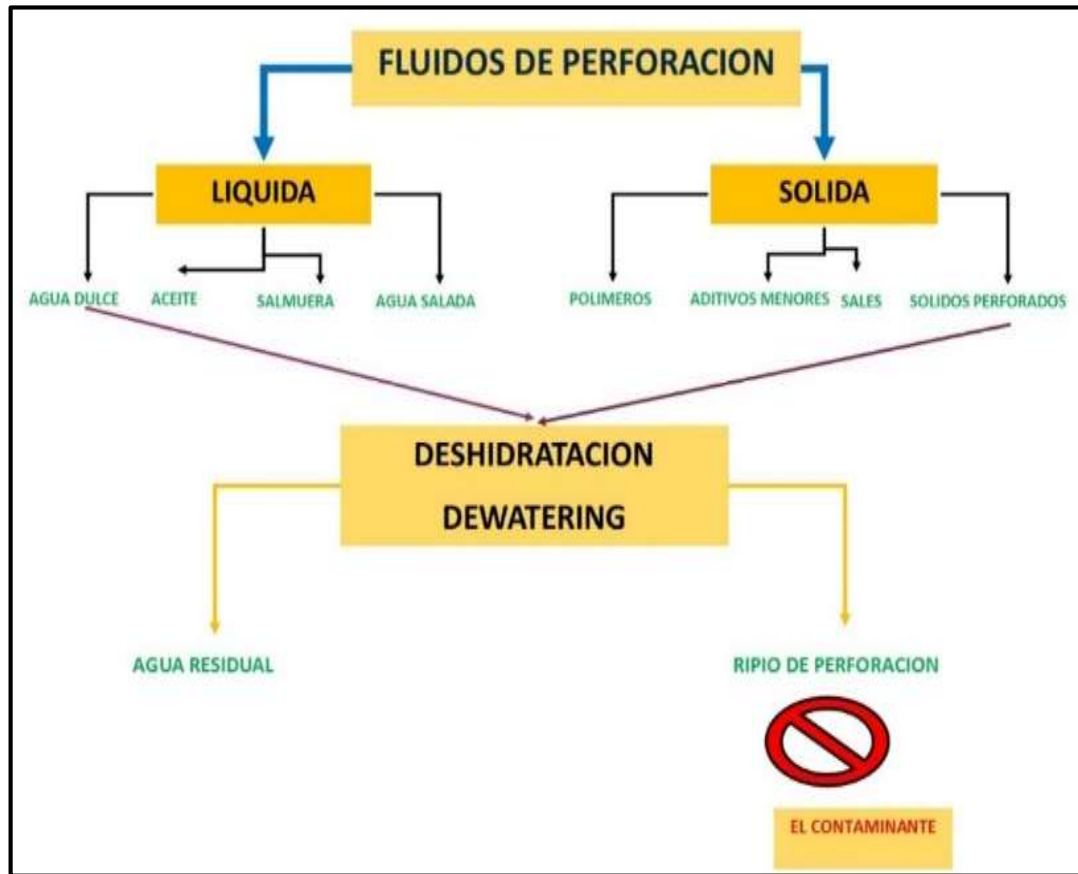 FLUIDOS DE PERFORACION
LIQUIDA
SOLIDA
AGUA DULCE
ACEITE
SALMUERA
AGUA SALADA
POLIMEROS
ADITIVOS MENORES
SALES
SOLIDOS PERFORADOS
DESHIDRATACION
DEWATERING
AGUA RESIDUAL
RIPIO DE PERFORACION
EL CONTAMINANTE